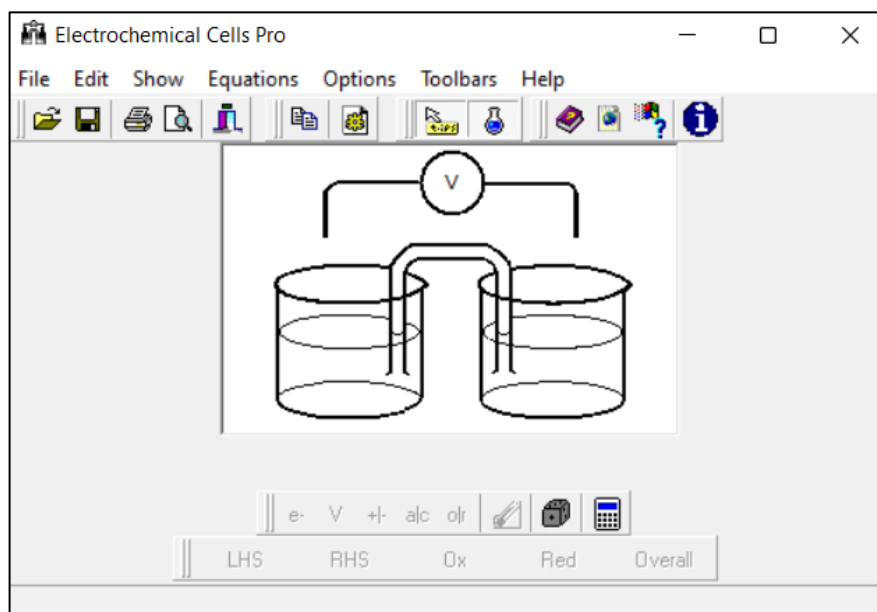 Electrochemical Cells Pro
File Edit Show Equations Options Toolbars Help
V
e- V +|- a|c o|r
LHS RHS Ox Red Overall